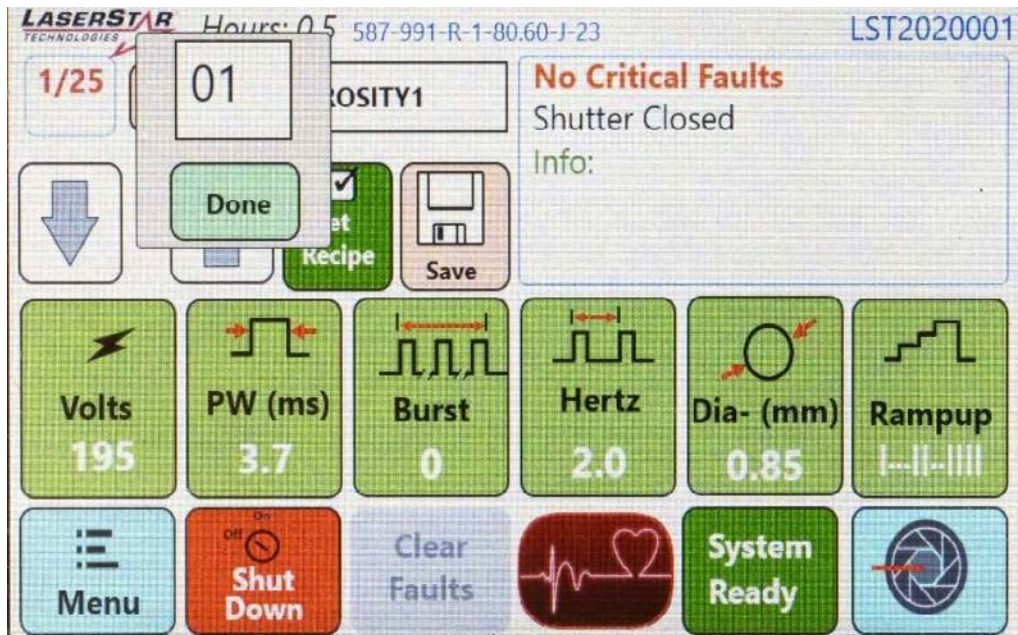 LASERSTAR
TECHNOLOGIES
Hours: 0.5
587-991-R-1-80.60-J-23
LST2020001
1/25
01
ROSITY1
No Critical Faults
Shutter Closed
Info:
Done
et
Recipe
Save
Volts
195
PW (ms)
3.7
Burst
0
Hertz
2.0
Dia- (mm)
0.85
Rampup
|...||..||||
Menu
On
Off
Shut
Down
Clear
Faults
System
Ready